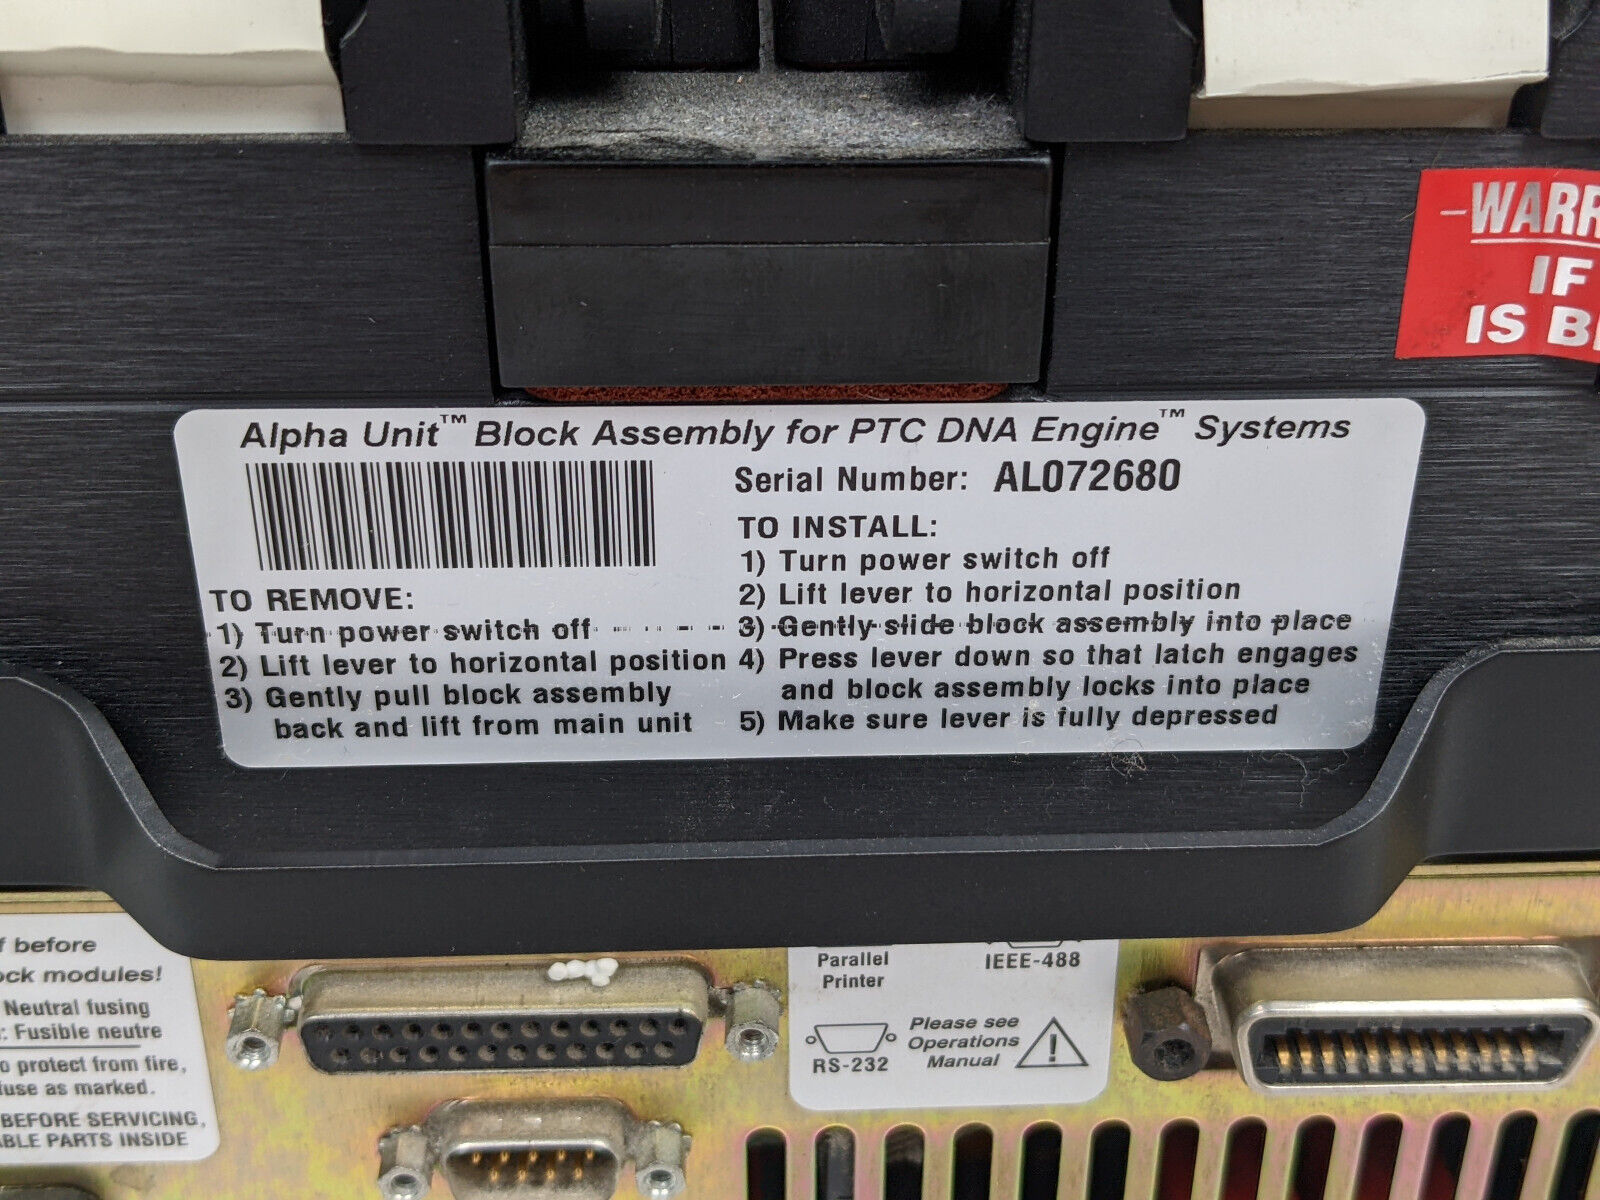 -WARR
IF
IS B
Alpha Unit™ Block Assembly for PTC DNA Engine™ Systems
Serial Number: AL072680
TO REMOVE:
1) Turn power switch off
2) Lift lever to horizontal position
3) Gently pull block assembly
back and lift from main unit
TO INSTALL:
1) Turn power switch off
2) Lift lever to horizontal position
3) Gently slide block assembly into place
4) Press lever down so that latch engages
and block assembly locks into place
5) Make sure lever is fully depressed
f before
ock modules!
Neutral fusing
: Fusible neutre
o protect from fire,
fuse as marked.
BEFORE SERVICING,
BLE PARTS INSIDE
Parallel
Printer
IEEE-488
RS-232
Please see
Operations
Manual